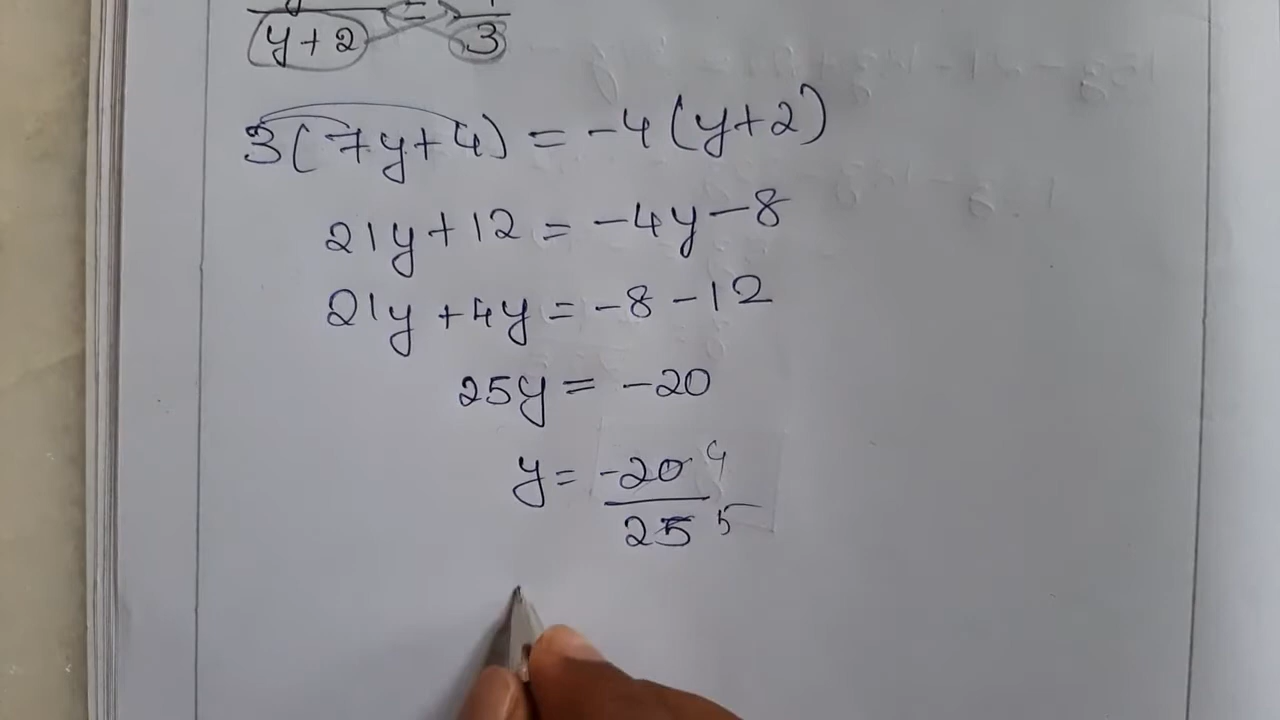 y+2 = 3
3(7y+4) = -4(y+2)
21y+12 = -4y-8
21y+4y = -8-12
25y = -20
y = -20 4
25 5